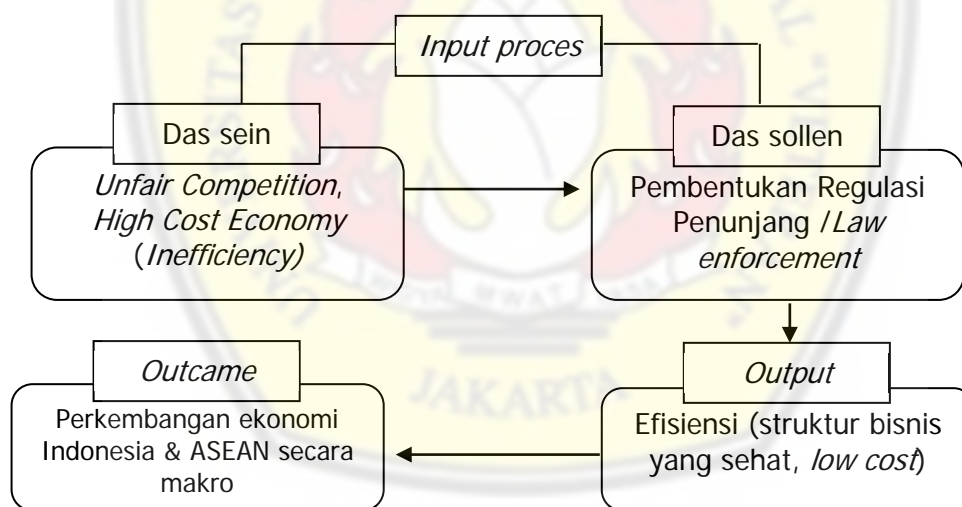 Input proces
Das sein
Unfair Competition,
High Cost Economy
(Inefficiency)
Das sollen
Pembentukan Regulasi
Penunjang /Law
enforcement
Outcame
Perkembangan ekonomi
Indonesia & ASEAN secara
makro
Output
Efisiensi (struktur bisnis
yang sehat, low cost)
JAKARTA